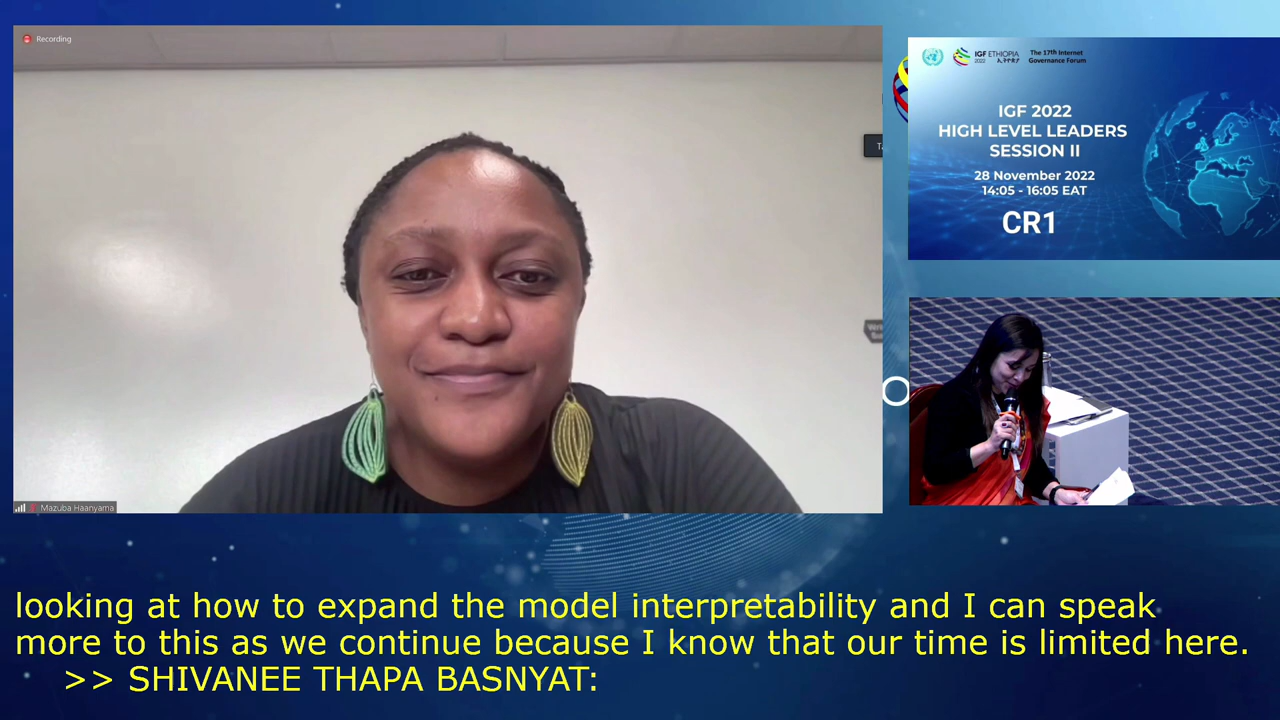 Recording
Mazuba Haanyama
IGF ETHIOPIA
2022 ኢትዮጵያ
The 17th Internet
Governance Forum
IGF 2022
HIGH LEVEL LEADERS
SESSION II
28 November 2022
14:05 - 16:05 EAT
CR1
looking at how to expand the model interpretability and I can speak
more to this as we continue because I know that our time is limited here.
>> SHIVANEE THAPA BASNYAT: